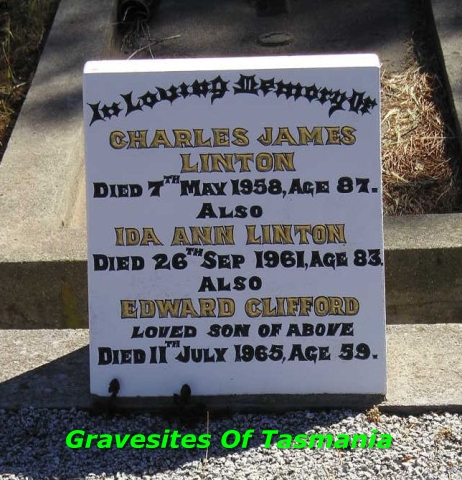 In Loving Memory Of
CHARLES JAMES
LINTON
DIED 7TH MAY 1958, AGE 87.
ALSO
IDA ANN LINTON
DIED 26TH SEP 1961, AGE 83.
ALSO
EDWARD CLIFFORD
LOVED SON OF ABOVE
DIED 11TH JULY 1965, AGE 59.
Gravesites Of Tasmania